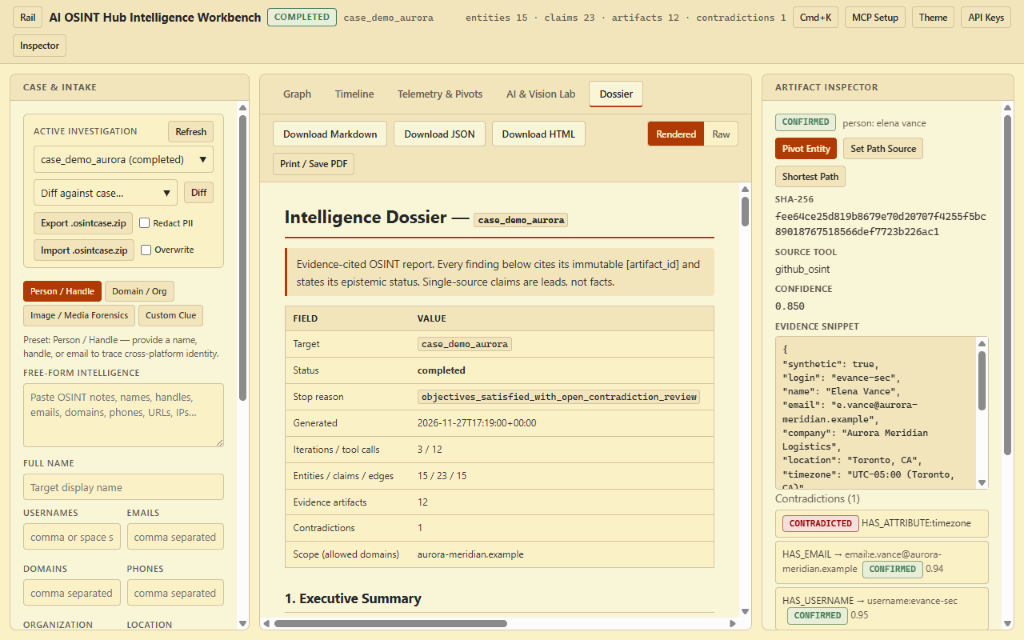 Rail
AI OSINT Hub Intelligence Workbench
COMPLETED
case_demo_aurora
entities 15 · claims 23 · artifacts 12 · contradictions 1
Cmd+K
MCP Setup
Theme
API Keys
Inspector
CASE & INTAKE
ACTIVE INVESTIGATION
Refresh
case_demo_aurora (completed)
Diff against case...
Diff
Export .osintcase.zip
Redact PII
Import .osintcase.zip
Overwrite
Person / Handle
Domain / Org
Image / Media Forensics
Custom Clue
Preset: Person / Handle — provide a name,
handle, or email to trace cross-platform identity.
FREE-FORM INTELLIGENCE
Paste OSINT notes, names, handles,
emails, domains, phones, URLs, IPs...
FULL NAME
Target display name
USERNAMES
EMAILS
comma or space s
comma separated
DOMAINS
PHONES
comma separated
comma separated
ORGANIZATION
LOCATION
Graph
Timeline
Telemetry & Pivots
AI & Vision Lab
Dossier
Download Markdown
Download JSON
Download HTML
Rendered
Raw
Print / Save PDF
Intelligence Dossier — case_demo_aurora
Evidence-cited OSINT report. Every finding below cites its immutable [artifact_id] and
states its epistemic status. Single-source claims are leads, not facts.
FIELD VALUE
Target case_demo_aurora
Status completed
Stop reason objectives_satisfied_with_open_contradiction_review
Generated 2026-11-27T17:19:00+00:00
Iterations / tool calls 3 / 12
Entities / claims / edges 15 / 23 / 15
Evidence artifacts 12
Contradictions 1
Scope (allowed domains) aurora-meridian.example
1. Executive Summary
ARTIFACT INSPECTOR
CONFIRMED
person: elena vance
Pivot Entity
Set Path Source
Shortest Path
SHA-256
fee64ce25d819b8679e70d20707f4255f5bc
89018767518566def7723b226ac1
SOURCE TOOL
github_osint
CONFIDENCE
0.850
EVIDENCE SNIPPET
{
"synthetic": true,
"login": "evance-sec",
"name": "Elena Vance",
"email": "e.vance@aurora-
meridian.example",
"company": "Aurora Meridian
Logistics",
"location": "Toronto, CA",
"timezone": "UTC-05:00 (Toronto,
CA)"
Contradictions (1)
CONTRADICTED HAS_ATTRIBUTE:timezone
HAS_EMAIL → email:e.vance@aurora-
meridian.example CONFIRMED 0.94
HAS_USERNAME → username:evance-sec
CONFIRMED 0.95